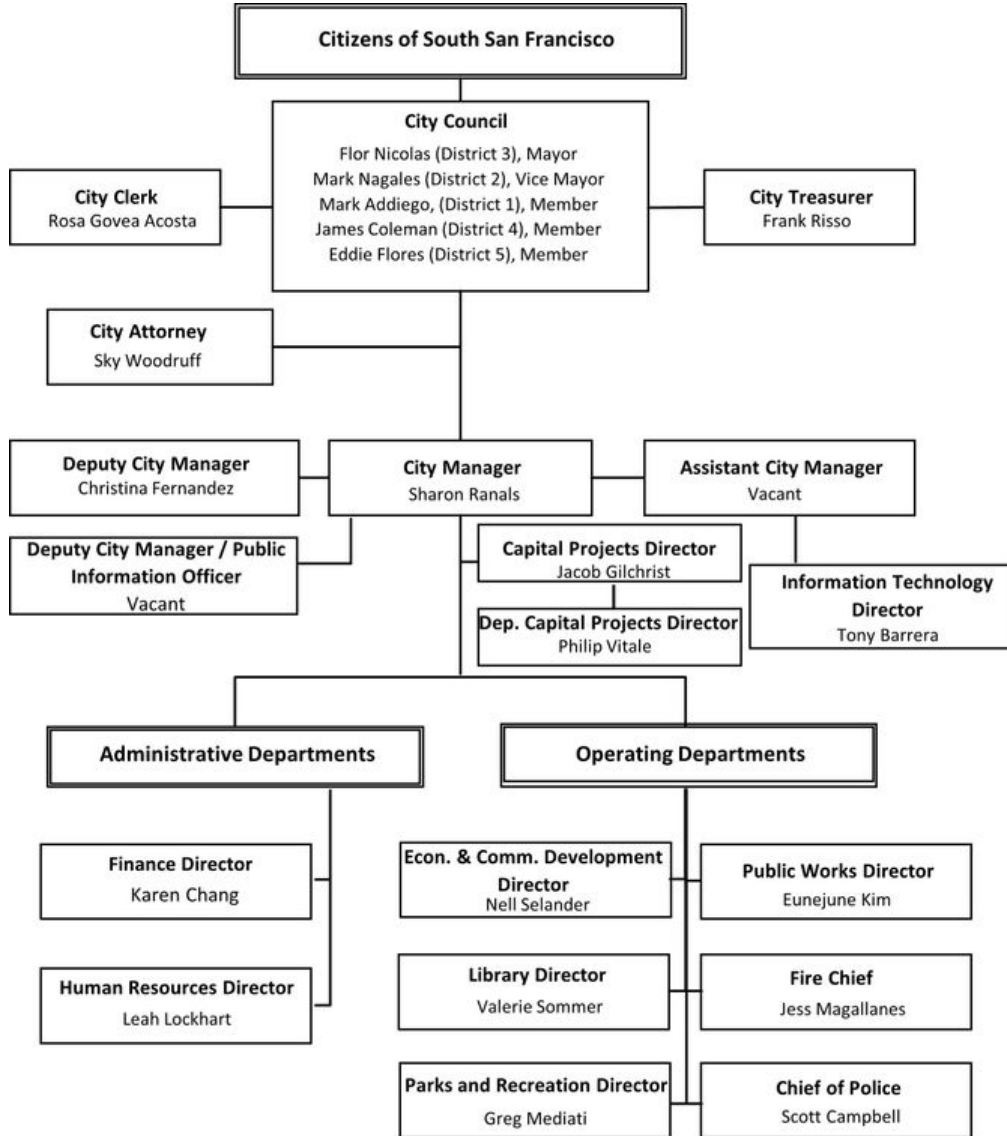 Citizens of South San Francisco
City Council
Flor Nicolas (District 3), Mayor
Mark Nagales (District 2), Vice Mayor
Mark Addiego, (District 1), Member
James Coleman (District 4), Member
Eddie Flores (District 5), Member
City Clerk
Rosa Govea Acosta
City Treasurer
Frank Risso
City Attorney
Sky Woodruff
Deputy City Manager
Christina Fernandez
City Manager
Sharon Ranals
Assistant City Manager
Vacant
Deputy City Manager / Public
Information Officer
Vacant
Capital Projects Director
Jacob Gilchrist
Dep. Capital Projects Director
Philip Vitale
Information Technology
Director
Tony Barrera
Administrative Departments
Operating Departments
Finance Director
Karen Chang
Human Resources Director
Leah Lockhart
Econ. & Comm. Development
Director
Nell Selander
Public Works Director
Eunejune Kim
Library Director
Valerie Sommer
Fire Chief
Jess Magallanes
Parks and Recreation Director
Greg Mediati
Chief of Police
Scott Campbell